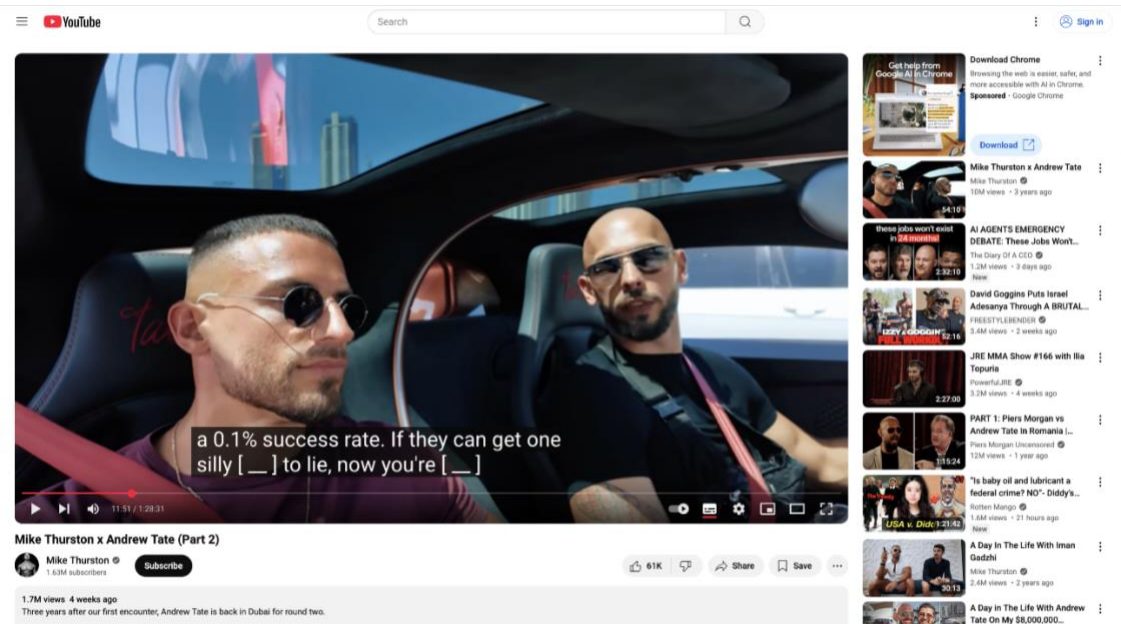 YouTube
Search
Sign in
a 0.1% success rate. If they can get one
silly [ __ ] to lie, now you're [ __ ]
11:51 / 1:28:31
Mike Thurston x Andrew Tate (Part 2)
Mike Thurston
1.63M subscribers
Subscribe
61K
Share
Save
1.7M views 4 weeks ago
Three years after our first encounter, Andrew Tate is back in Dubai for round two.
Get help from
Google AI in Chrome
Download Chrome
Browsing the web is easier, safer, and
more accessible with AI in Chrome.
Sponsored · Google Chrome
Download
54:10
Mike Thurston x Andrew Tate
Mike Thurston
10M views • 3 years ago
these jobs won't exist
in 24 months!
2:32:10
AI AGENTS EMERGENCY
DEBATE: These Jobs Won't...
The Diary Of A CEO
1.2M views • 3 days ago
New
IZZY & GOGGIN
FULL WORKO
52:16
David Goggins Puts Israel
Adesanya Through A BRUTAL...
FREESTYLEBENDER
3.4M views • 2 weeks ago
2:27:00
JRE MMA Show #166 with Ilia
Topuria
PowerfulJRE
3.2M views • 4 weeks ago
1:15:24
PART 1: Piers Morgan vs
Andrew Tate In Romania |...
Piers Morgan Uncensored
12M views • 1 year ago
USA v. Didd
1:21:42
"Is baby oil and lubricant a
federal crime? NO"- Diddy's...
Rotten Mango
1.6M views • 21 hours ago
New
30:13
A Day In The Life With Iman
Gadzhi
Mike Thurston
2.4M views • 2 years ago
A Day in The Life With Andrew
Tate On My $8,000,000...